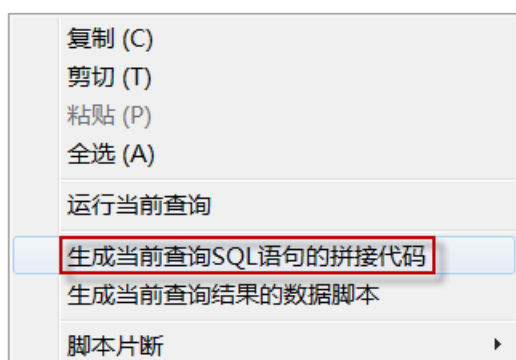 复制 (C)
剪切 (T)
粘贴 (P)
全选 (A)
运行当前查询
生成当前查询SQL语句的拼接代码
生成当前查询结果的数据脚本
脚本片断